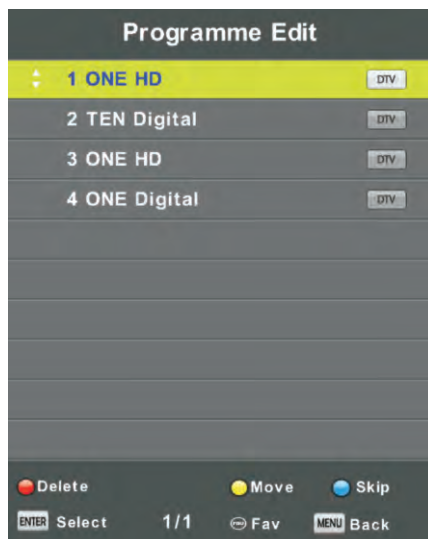 Programme Edit
1 ONE HD DTV
2 TEN Digital DTV
3 ONE HD DTV
4 ONE Digital DTV
Delete Move Skip
ENTER Select 1/1 Fav MENU Back